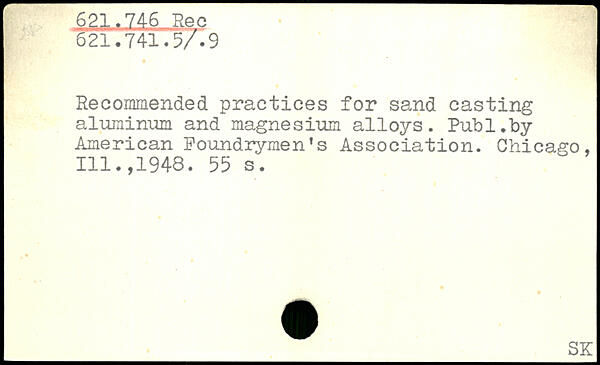 621.746 Rec
621.741.5/.9
Recommended practices for sand casting
aluminum and magnesium alloys. Publ.by
American Foundrymen's Association. Chicago,
Ill.,1948. 55 s.
SK